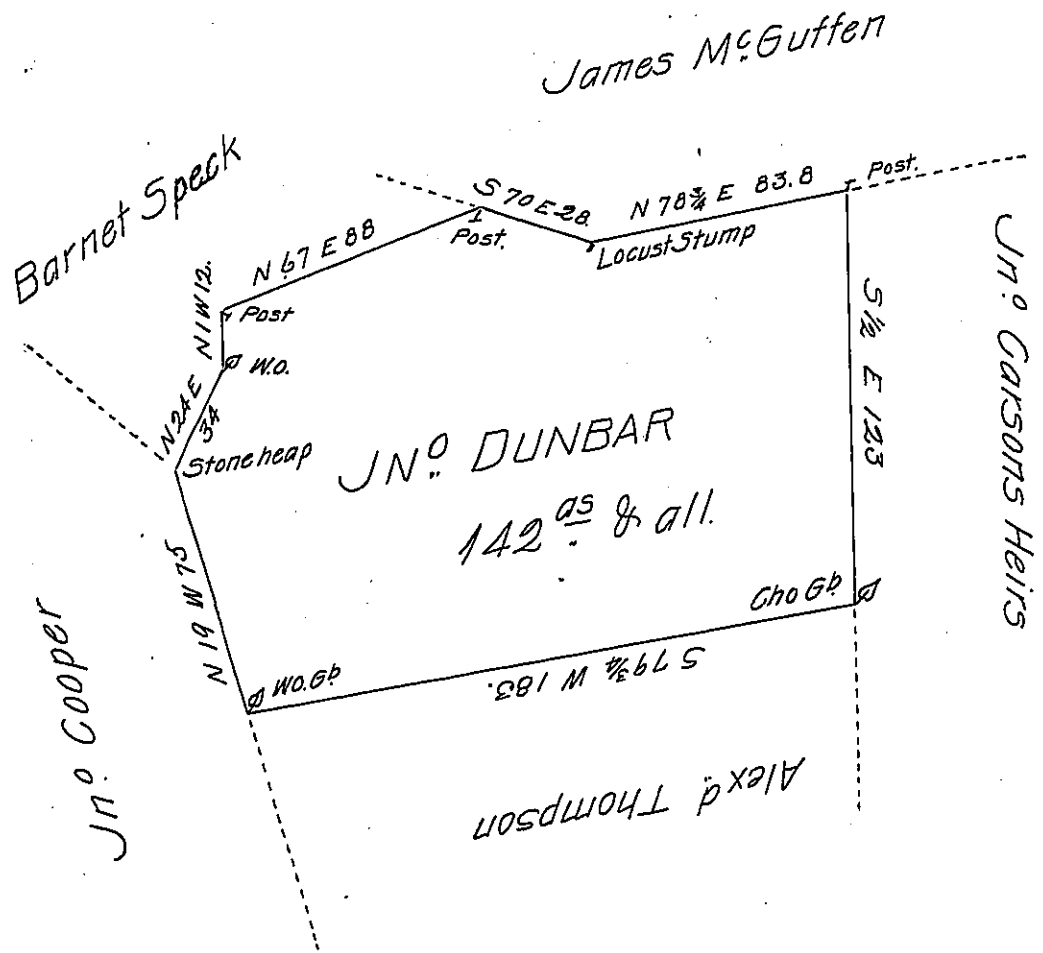 James Mc. Guffen
Barnet Speck
S 70 E 28.
N 78¾ E 83.8
Post.
N 67 E 88
Post.
Locust Stump
N 1 W 12.
Post
W.O.
N 24 E
34
Stoneheap
S ½ E 123
Jno. Carsons Heirs
JNO. DUNBAR
142 as & all.
Cho Gb
N 19 W 75
WO. Gb
S 79¾ W 183.
Jno. Cooper
Alexd. Thompson